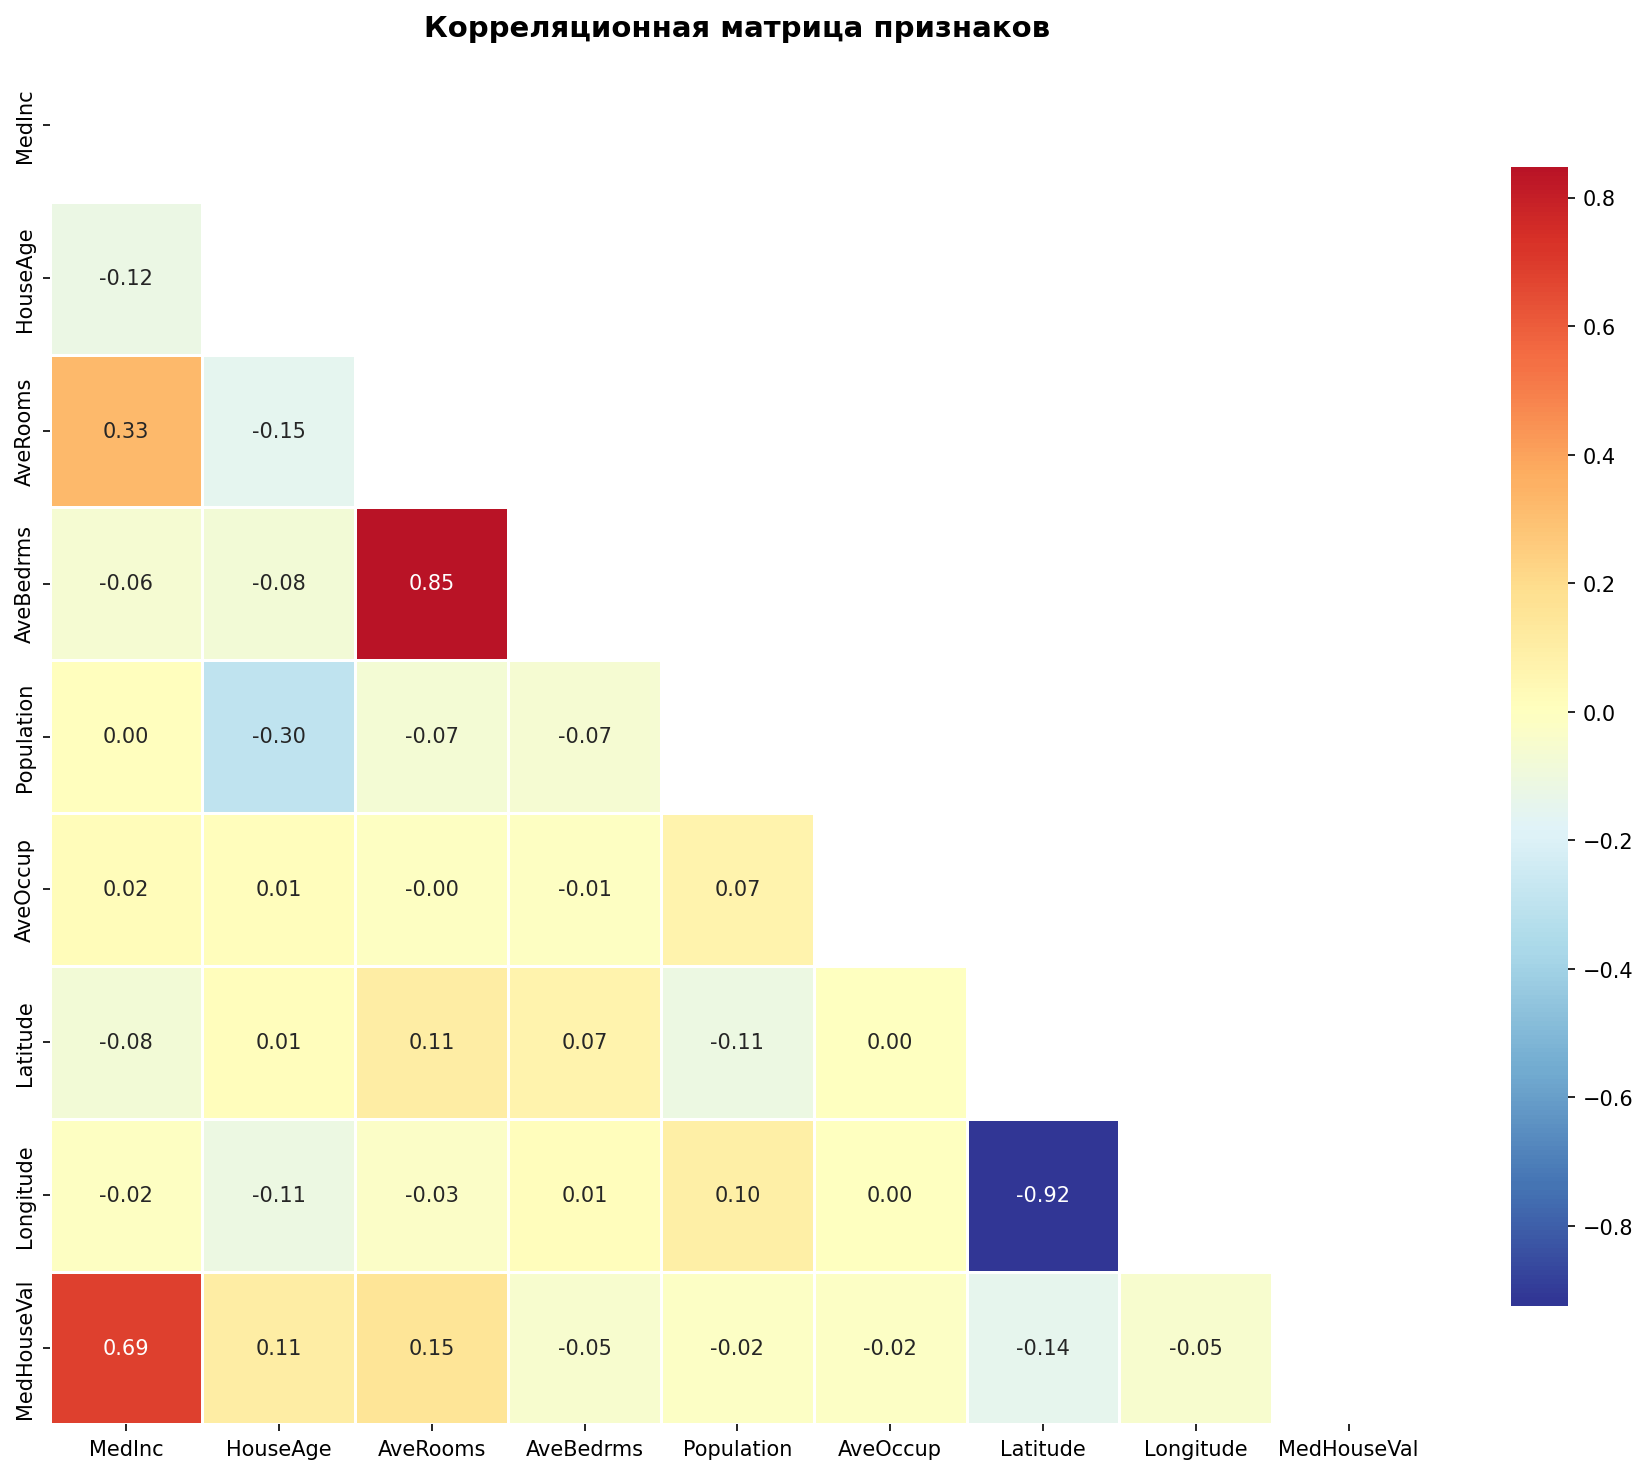 Корреляционная матрица признаков
MedInc
HouseAge -0.12
AveRooms 0.33 -0.15
AveBedrms -0.06 -0.08 0.85
Population 0.00 -0.30 -0.07 -0.07
AveOccup 0.02 0.01 -0.00 -0.01 0.07
Latitude -0.08 0.01 0.11 0.07 -0.11 0.00
Longitude -0.02 -0.11 -0.03 0.01 0.10 0.00 -0.92
MedHouseVal 0.69 0.11 0.15 -0.05 -0.02 -0.02 -0.14 -0.05
MedInc HouseAge AveRooms AveBedrms Population AveOccup Latitude Longitude MedHouseVal
0.8
0.6
0.4
0.2
0.0
−0.2
−0.4
−0.6
−0.8